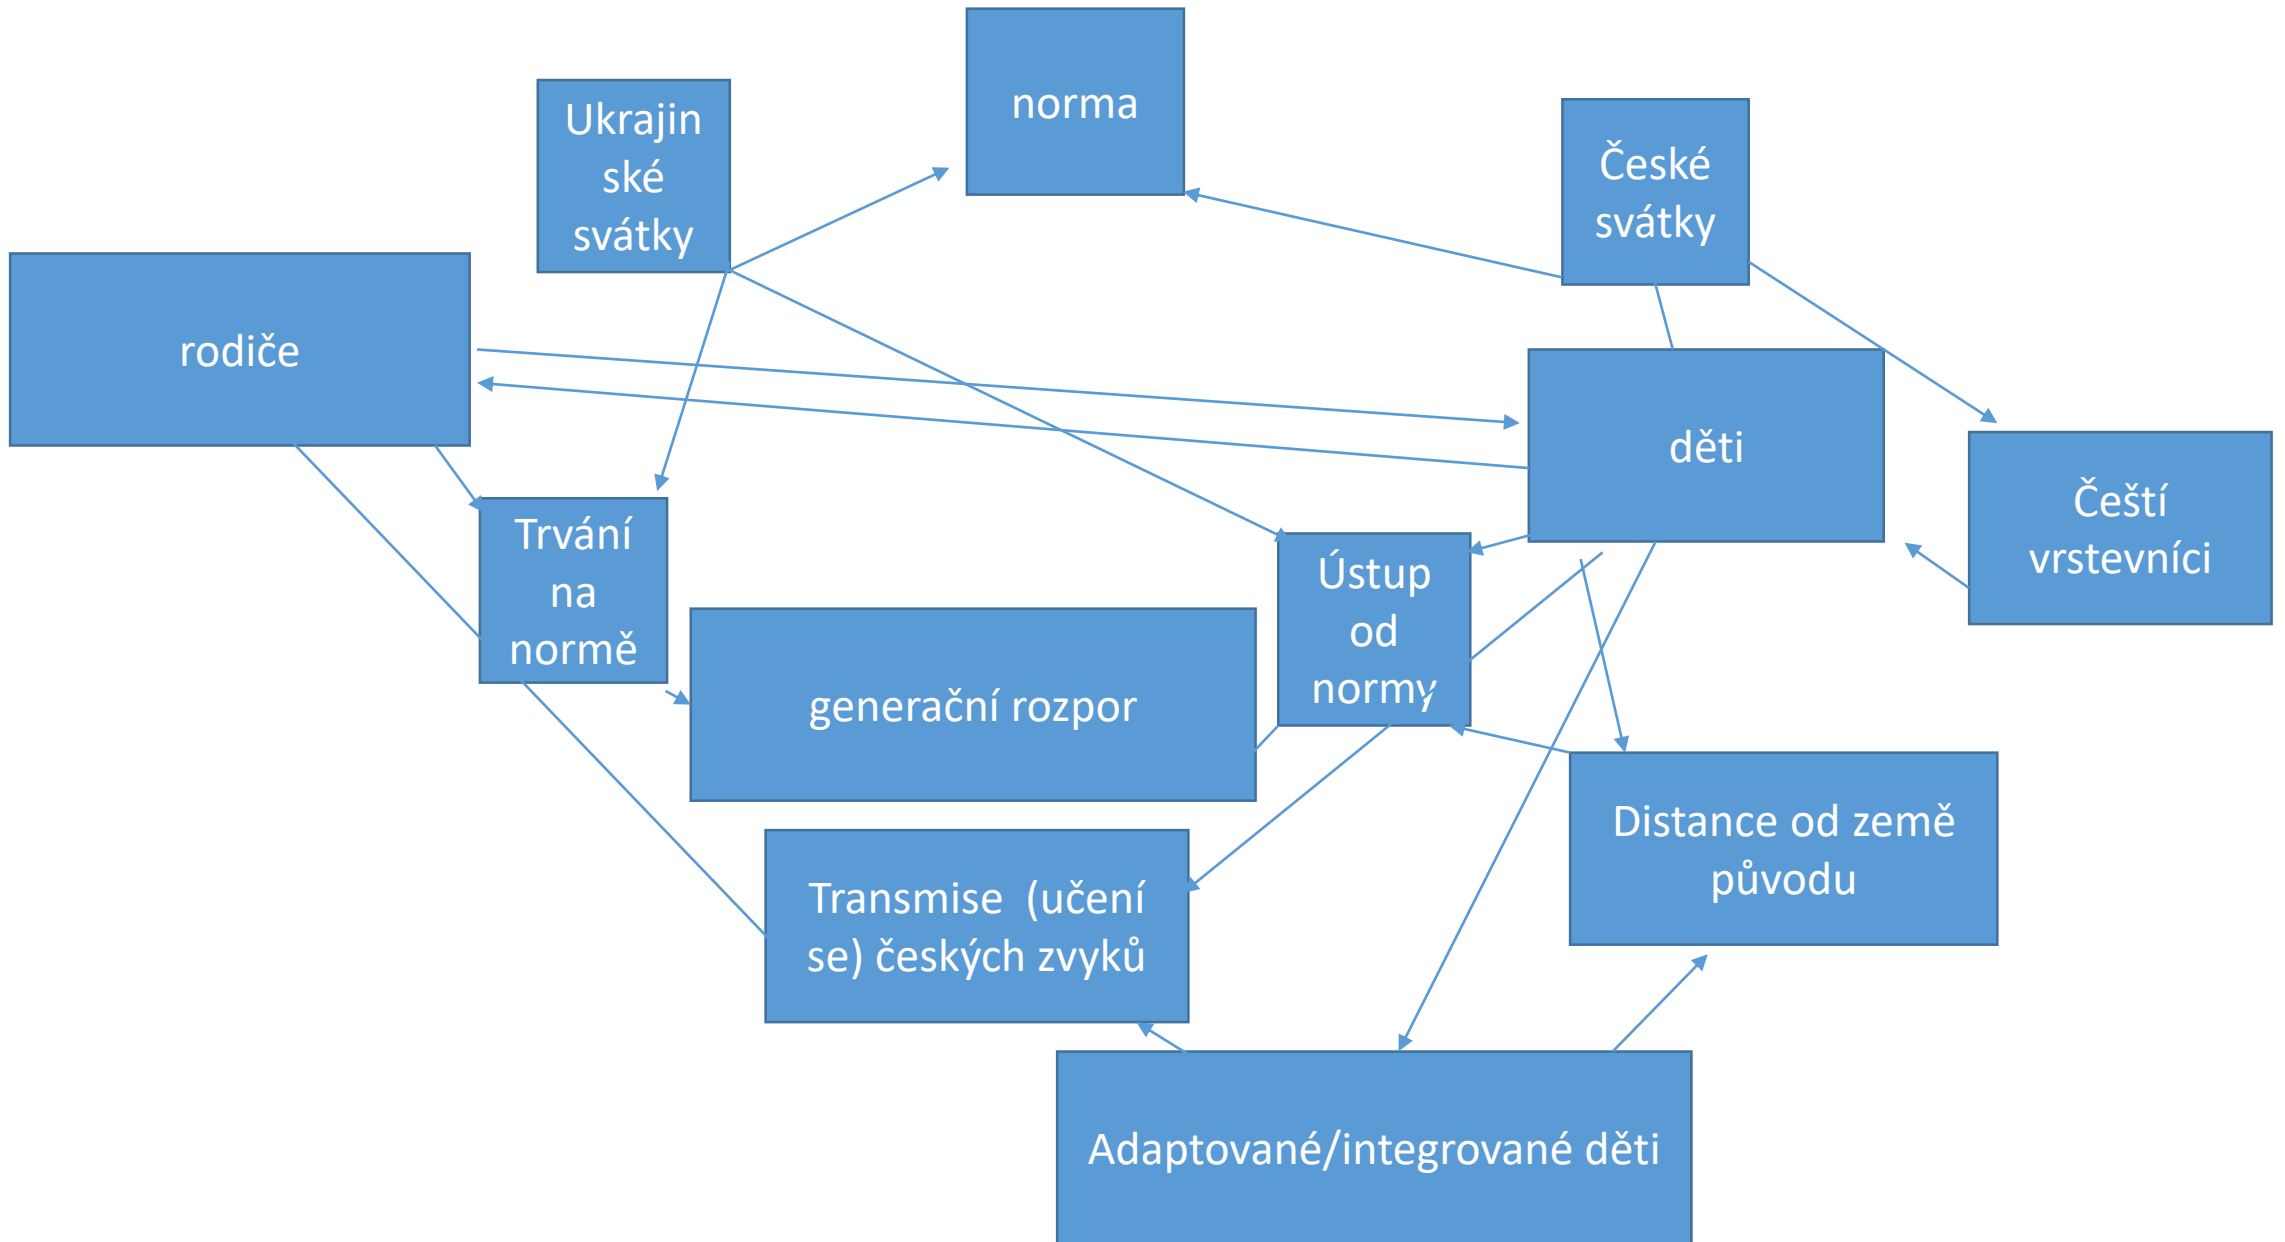 norma
Ukrajin
ské
svátky
České
svátky
rodiče
děti
Čeští
vrstevníci
Trvání
na
normě
Ústup
od
normy
generační rozpor
Distance od země
původu
Transmise  (učení
se) českých zvyků
Adaptované/integrované děti